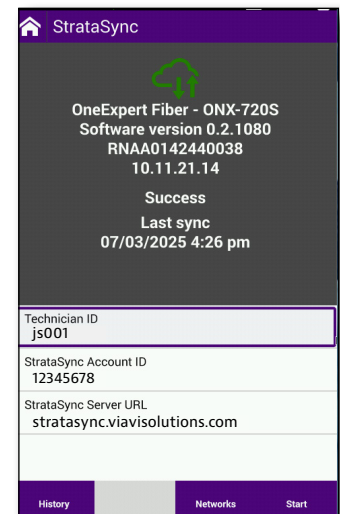 StrataSync
OneExpert Fiber - ONX-720S
Software version 0.2.1080
RNAA0142440038
10.11.21.14
Success
Last sync
07/03/2025 4:26 pm
Technician ID
js001
StrataSync Account ID
12345678
StrataSync Server URL
stratasync.viavisolutions.com
History
Networks
Start